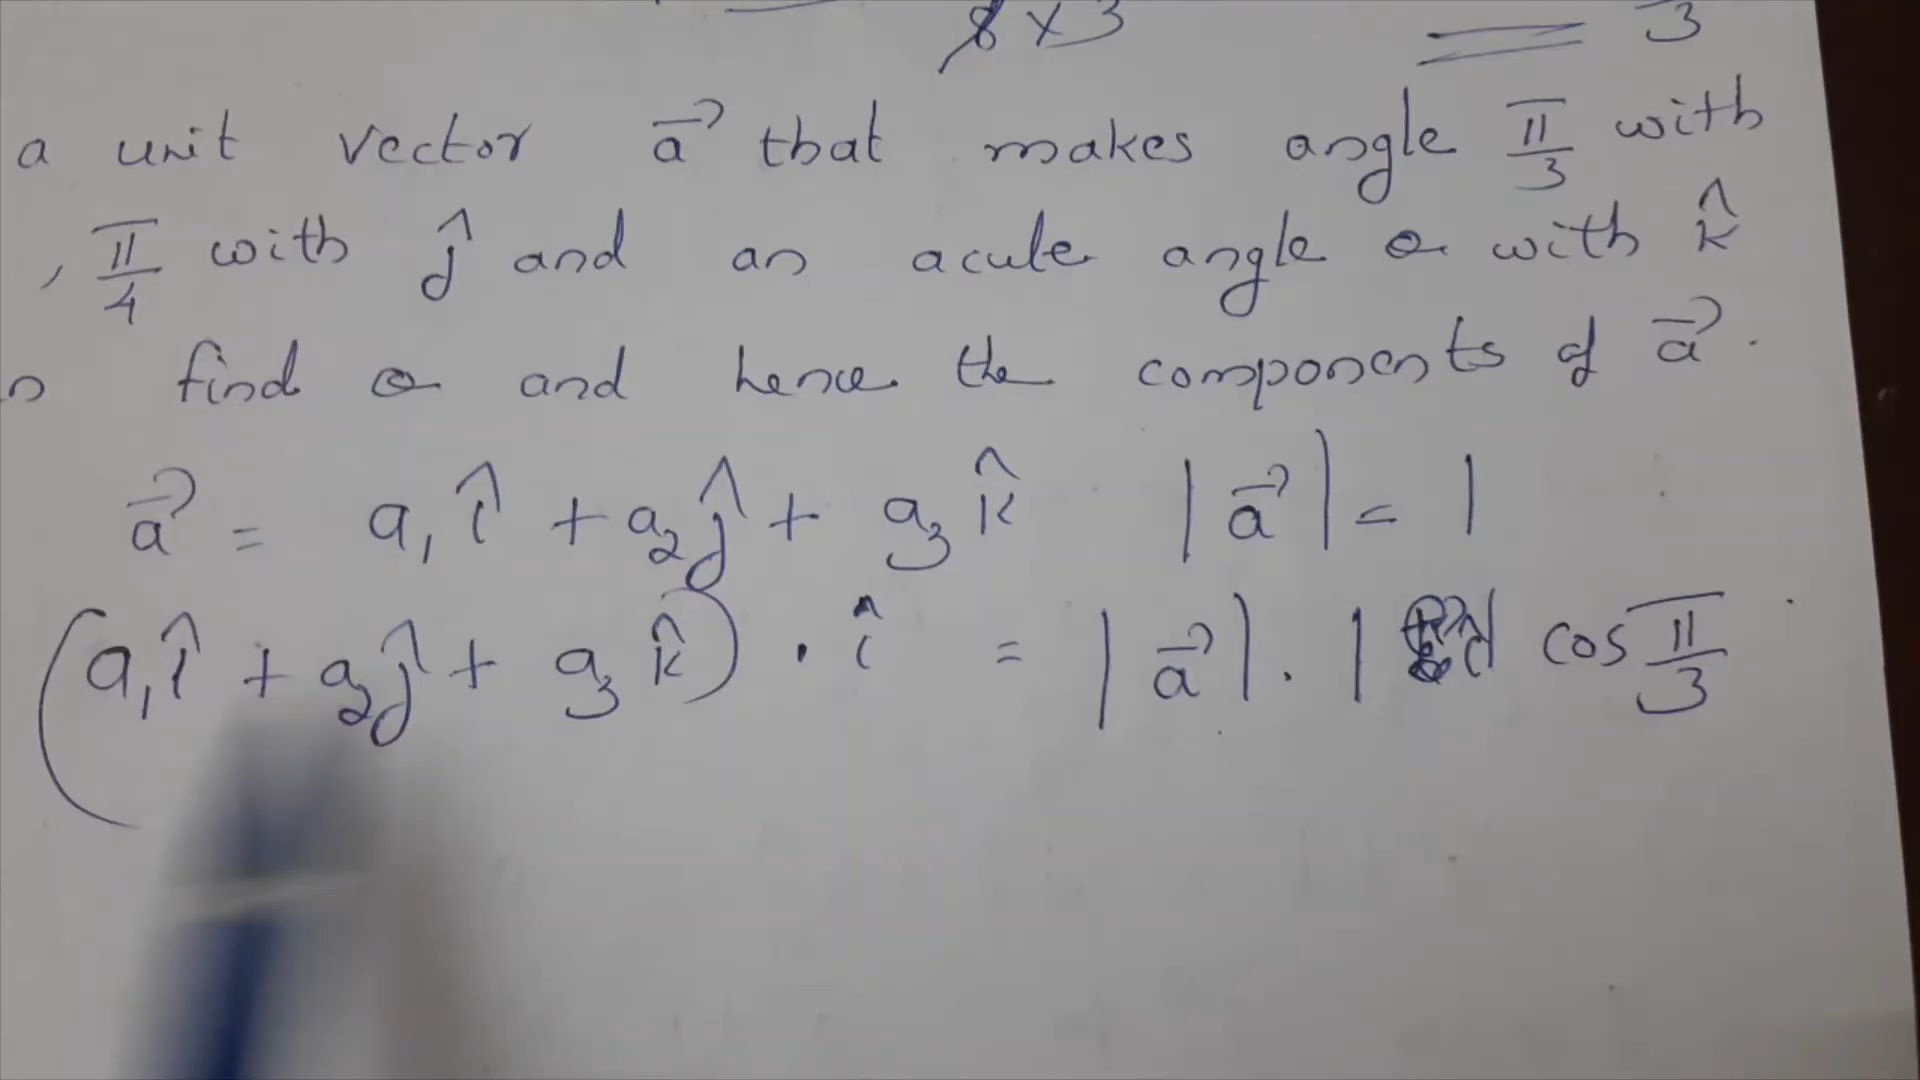 8 × 3 = 3
a unit vector a⃗ that makes angle π/3 with
, π/4 with ĵ and an acute angle θ with k̂
n find θ and hence the components of a⃗.
a⃗ = a₁î + a₂ĵ + a₃k̂ |a⃗| = 1
(a₁î + a₂ĵ + a₃k̂) · î = |a⃗| · | cos π/3